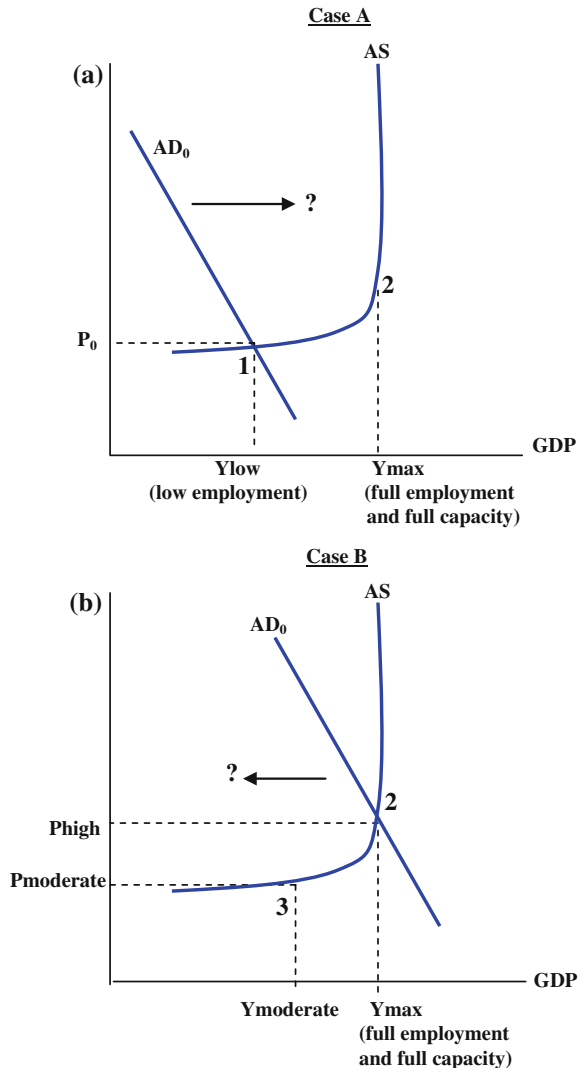 Case A
(a)
AS
AD₀
?
2
P₀
1
GDP
Ylow
(low employment)
Ymax
(full employment
and full capacity)
Case B
(b)
AS
AD₀
?
2
Phigh
Pmoderate
3
GDP
Ymoderate
Ymax
(full employment
and full capacity)